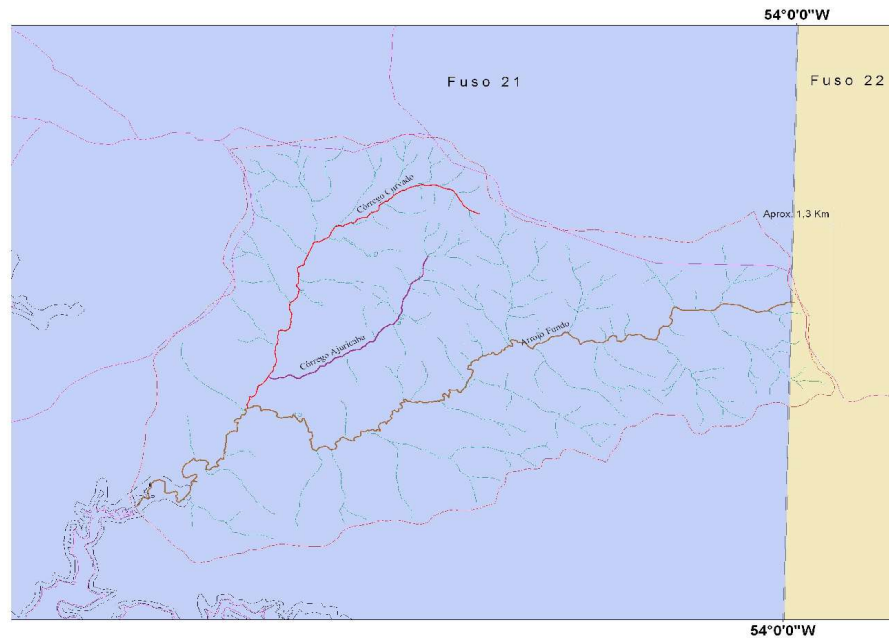 54°0'0"W
Fuso 21
Fuso 22
Córrego Curvado
Aprox. 1.3 Km
Córrego Ajuricaba
Arroio Fundo
54°0'0"W